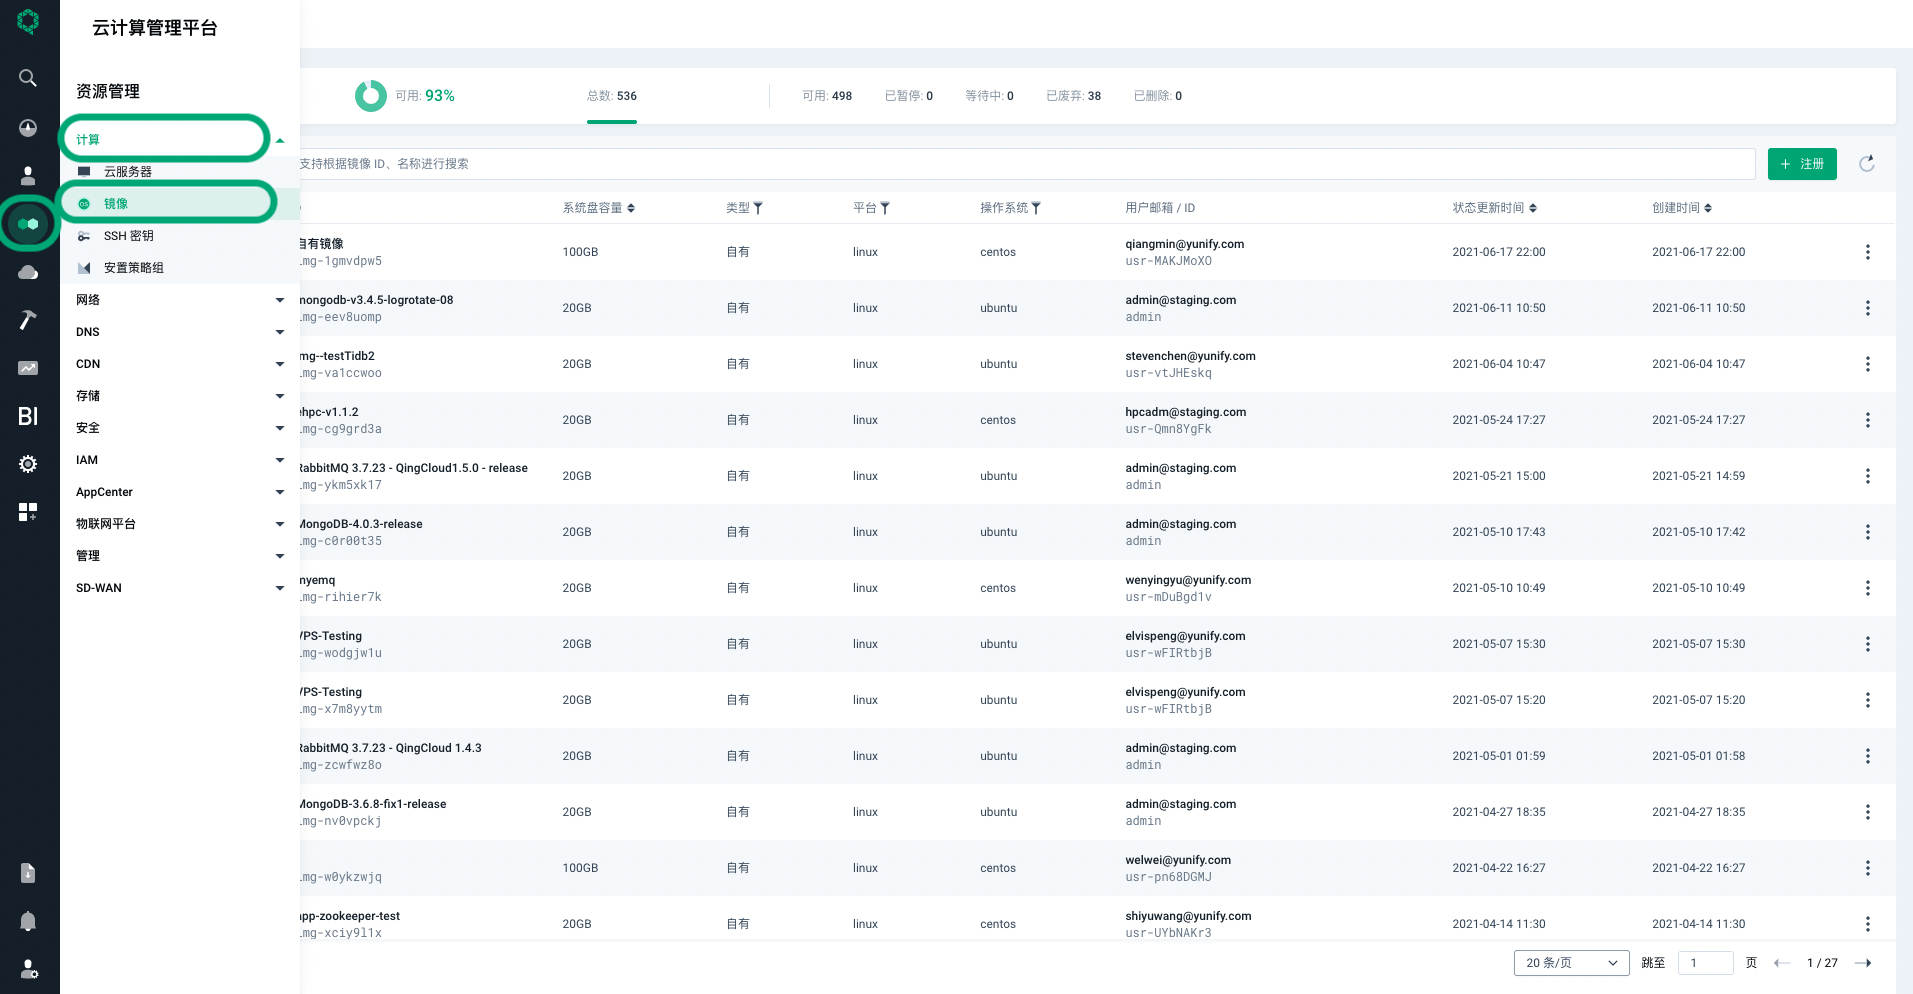 云计算管理平台
资源管理
计算
云服务器
镜像
SSH 密钥
安置策略组
网络
DNS
CDN
存储
安全
IAM
AppCenter
物联网平台
管理
SD-WAN
BI
可用: 93%
总数: 536
可用: 498 已暂停: 0 等待中: 0 已废弃: 38 已删除: 0
支持根据镜像 ID、名称进行搜索
+ 注册
系统盘容量 类型 平台 操作系统 用户邮箱 / ID 状态更新时间 创建时间
自有镜像 100GB 自有 linux centos qiangmin@yunify.com 2021-06-17 22:00 2021-06-17 22:00
img-1gmvdpw5 usr-MAKJMoXO
mongodb-v3.4.5-logrotate-08 20GB 自有 linux ubuntu admin@staging.com 2021-06-11 10:50 2021-06-11 10:50
img-eev8uomp admin
mg--testTidb2 20GB 自有 linux ubuntu stevenchen@yunify.com 2021-06-04 10:47 2021-06-04 10:47
img-va1ccwoo usr-vtJHEskq
ehpc-v1.1.2 20GB 自有 linux centos hpcadm@staging.com 2021-05-24 17:27 2021-05-24 17:27
img-cg9grd3a usr-Qmn8YgFk
RabbitMQ 3.7.23 - QingCloud1.5.0 - release 20GB 自有 linux ubuntu admin@staging.com 2021-05-21 15:00 2021-05-21 14:59
img-ykm5xk17 admin
MongoDB-4.0.3-release 20GB 自有 linux ubuntu admin@staging.com 2021-05-10 17:43 2021-05-10 17:42
img-c0r00t35 admin
myemq 20GB 自有 linux centos wenyingyu@yunify.com 2021-05-10 10:49 2021-05-10 10:49
img-rihier7k usr-mDuBgd1v
VPS-Testing 20GB 自有 linux ubuntu elvispeng@yunify.com 2021-05-07 15:30 2021-05-07 15:30
img-wodgjw1u usr-wFIRtbjB
VPS-Testing 20GB 自有 linux ubuntu elvispeng@yunify.com 2021-05-07 15:20 2021-05-07 15:20
img-x7m8yytm usr-wFIRtbjB
RabbitMQ 3.7.23 - QingCloud 1.4.3 20GB 自有 linux ubuntu admin@staging.com 2021-05-01 01:59 2021-05-01 01:58
img-zcwfwz8o admin
MongoDB-3.6.8-fix1-release 20GB 自有 linux ubuntu admin@staging.com 2021-04-27 18:35 2021-04-27 18:35
img-nv0vpckj admin
100GB 自有 linux centos welwei@yunify.com 2021-04-22 16:27 2021-04-22 16:27
img-w0ykzwjq usr-pn68DGMJ
app-zookeeper-test 20GB 自有 linux centos shiyuwang@yunify.com 2021-04-14 11:30 2021-04-14 11:30
img-xciy9l1x usr-UYbNAKr3
20 条/页 跳至 1 页 1 / 27